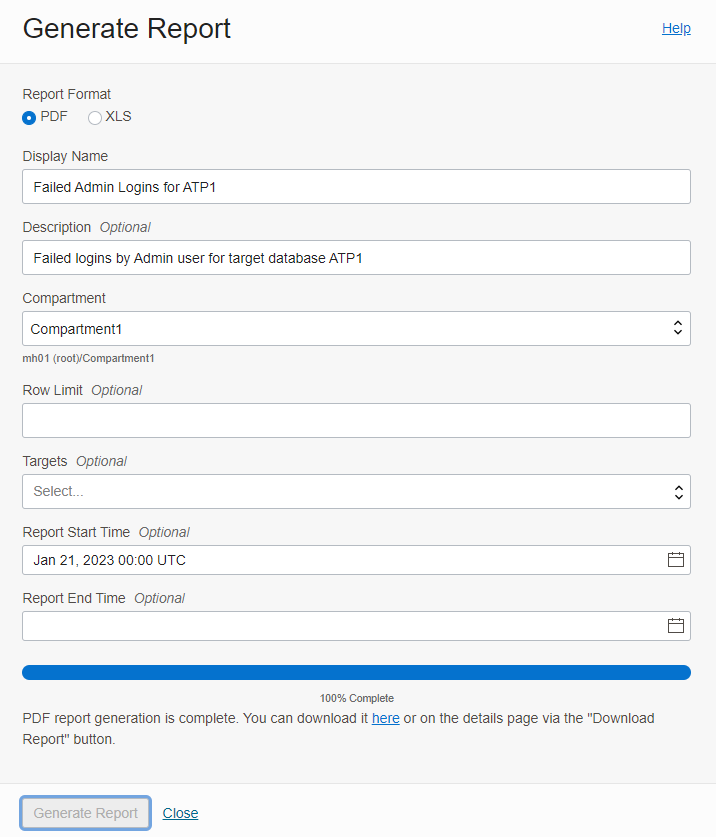 Generate Report
Help
Report Format
PDF XLS
Display Name
Failed Admin Logins for ATP1
Description Optional
Failed logins by Admin user for target database ATP1
Compartment
Compartment1
mh01 (root)/Compartment1
Row Limit Optional
Targets Optional
Select...
Report Start Time Optional
Jan 21, 2023 00:00 UTC
Report End Time Optional
100% Complete
PDF report generation is complete. You can download it here or on the details page via the "Download
Report" button.
Generate Report Close